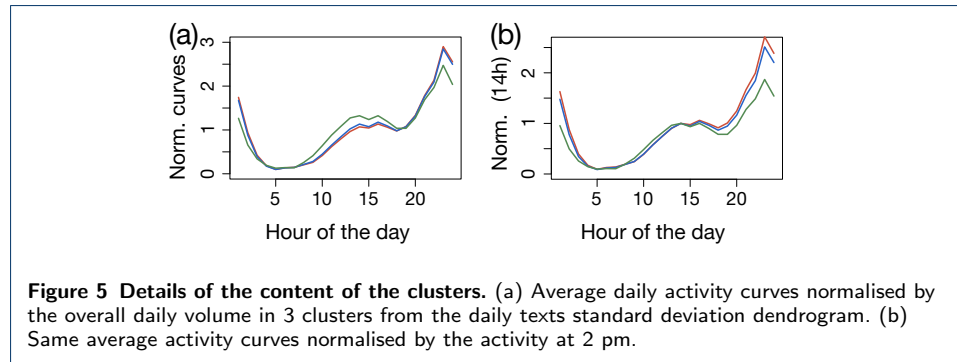 (a)
Norm. curves
0 1 2 3
5 10 15 20
Hour of the day
(b)
Norm. (14h)
0 1 2
5 10 15 20
Hour of the day
Figure 5 Details of the content of the clusters. (a) Average daily activity curves normalised by
the overall daily volume in 3 clusters from the daily texts standard deviation dendrogram. (b)
Same average activity curves normalised by the activity at 2 pm.